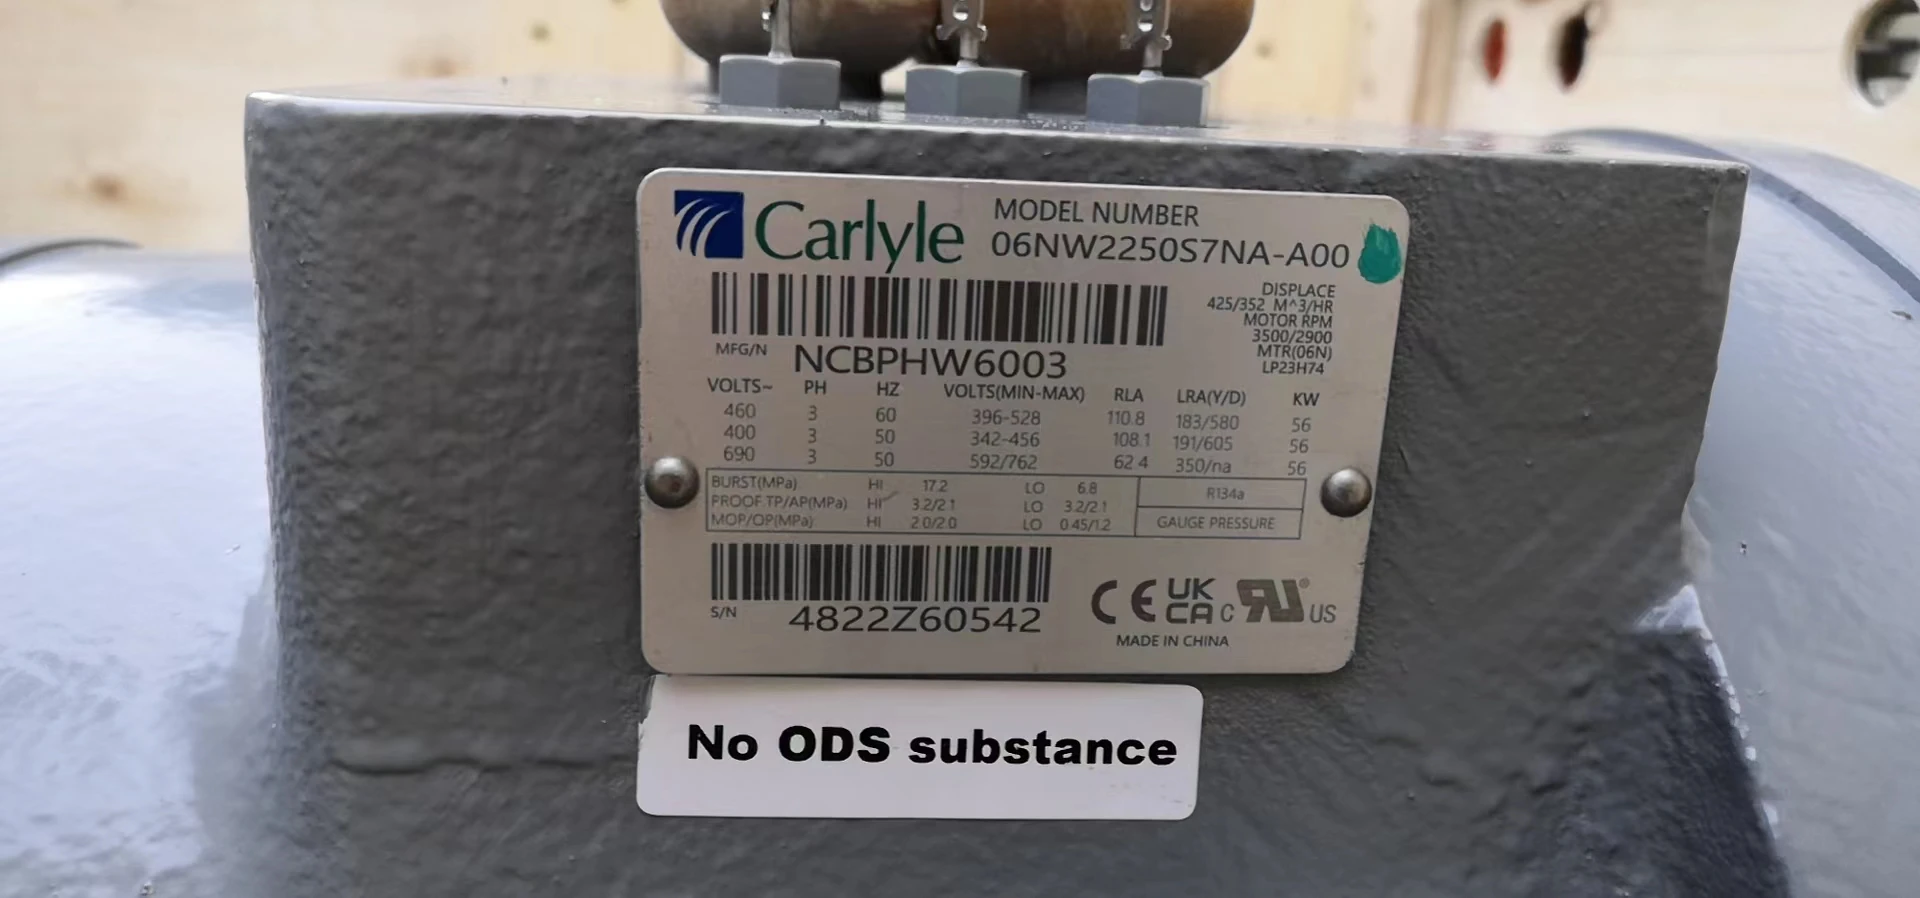 Carlyle
MODEL NUMBER
06NW2250S7NA-A00
DISPLACE
425/352 M^3/HR
MOTOR RPM
3500/2900
MTR(06N)
LP23H74
MFG/N NCBPHW6003
VOLTS~ PH HZ VOLTS(MIN-MAX) RLA LRA(Y/D) KW
460 3 60 396-528 110.8 183/580 56
400 3 50 342-456 108.1 191/605 56
690 3 50 592/762 62.4 350/na 56
BURST(MPa) HI 17.2 LO 6.8 R134a
PROOF.TP/AP(MPa) HI 3.2/2.1 LO 3.2/2.1
MOP/OP(MPa) HI 2.0/2.0 LO 0.45/1.2 GAUGE PRESSURE
S/N 4822Z60542
CE UK CA C RU ® US
MADE IN CHINA
No ODS substance